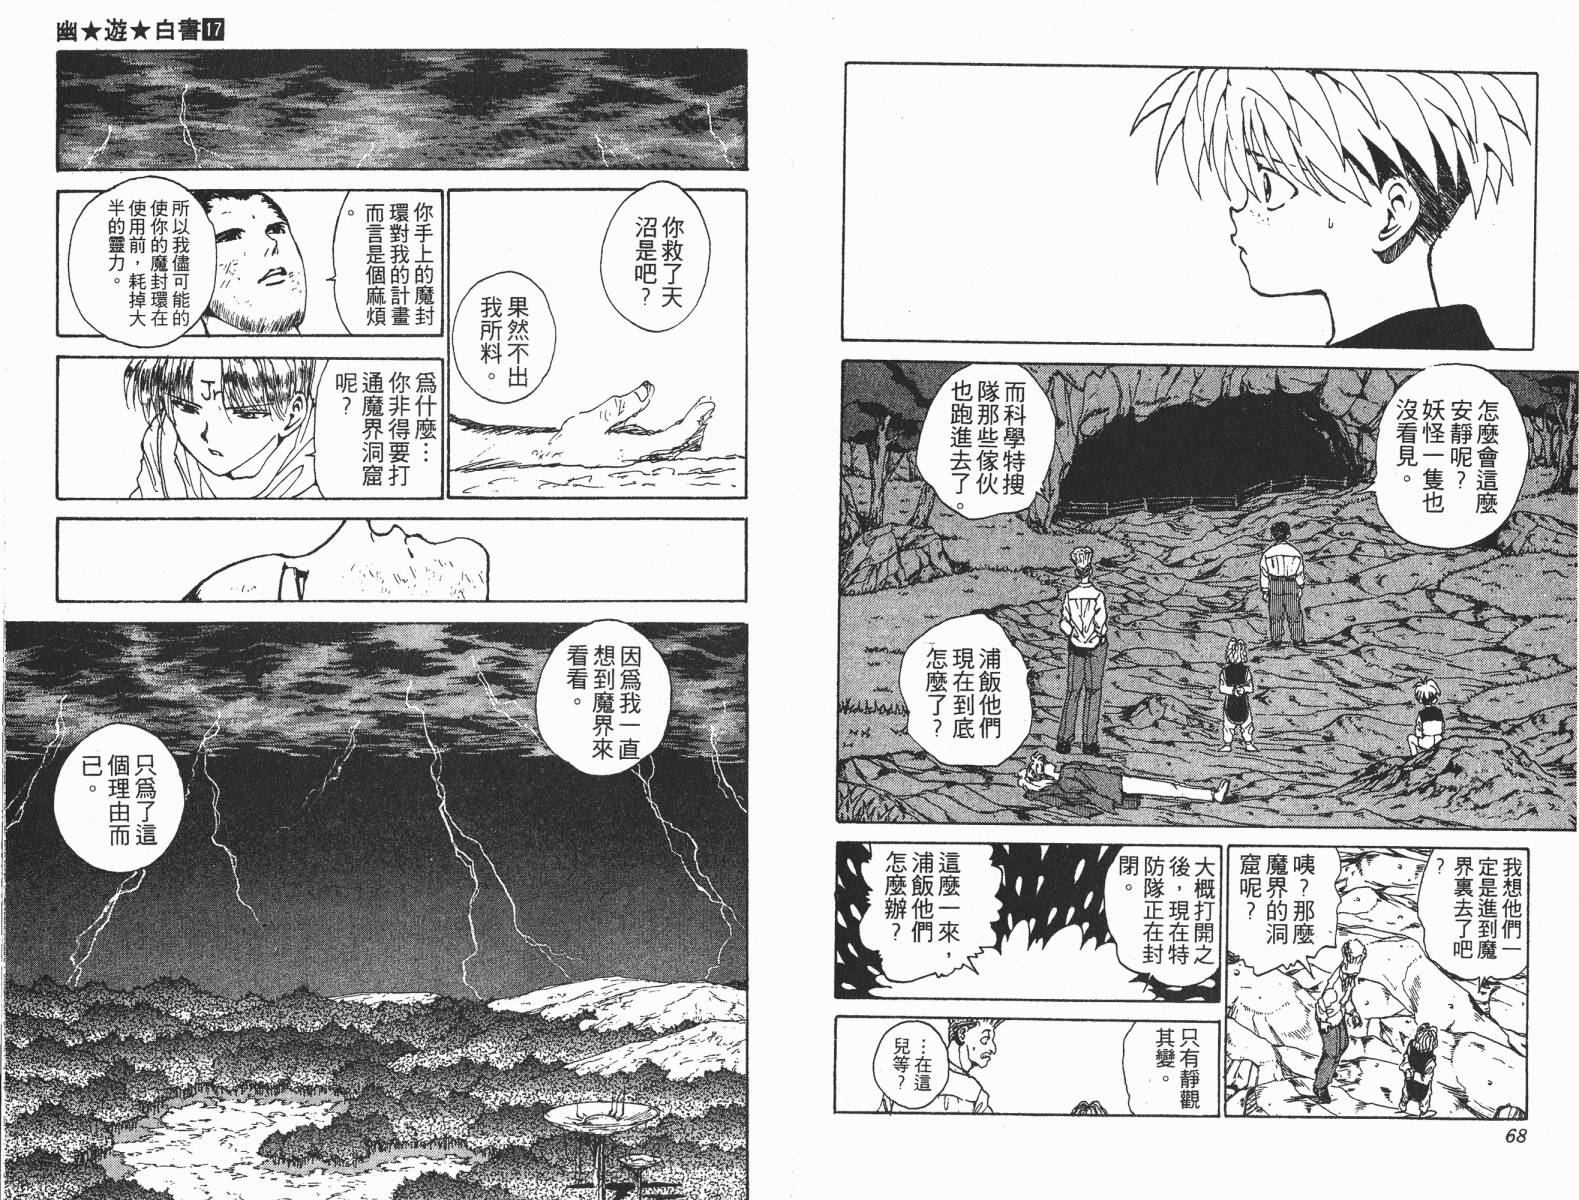 怎麼會這麼
安靜呢？
妖怪一隻也
沒看見。
而科學特搜
隊那些傢伙
也跑進去了。
浦飯他們
現在到底
怎麼了？
我想他們一
定是進到魔
界裏去了吧
？
咦？那麼
魔界的洞
窟呢？
大概打開之
後，現在特
防隊正在封
閉。
這麼一來，
浦飯他們
怎麼辦？
只有靜觀
其變。
…在這
兒等？
68
幽★遊★白書17
你救了天
沼是吧？
果然不出
我所料。
你手上的魔封
環對我的計畫
而言是個麻煩
。
所以我儘可能的
使你的魔封環在
使用前，耗掉大
半的靈力。
Jr
爲什麼…
你非得要打
通魔界洞窟
呢？
因爲我一直
想到魔界來
看看。
只爲了這
個理由而
已。